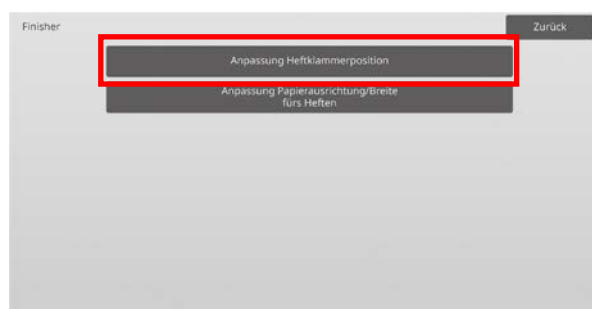 Finisher
Zurück
Anpassung Heftklammerposition
Anpassung Papierausrichtung/Breite
fürs Heften